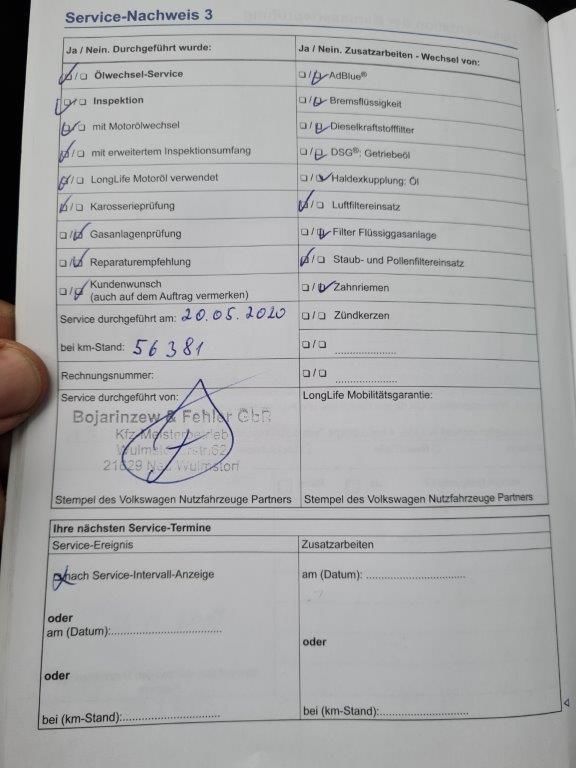 Service-Nachweis 3
Ja / Nein. Durchgeführt wurde:
☑/☐ Ölwechsel-Service
☑/☐ Inspektion
☑/☐ mit Motorölwechsel
☑/☐ mit erweitertem Inspektionsumfang
☑/☐ LongLife Motoröl verwendet
☑/☐ Karosserieprüfung
☐/☑ Gasanlagenprüfung
☐/☑ Reparaturempfehlung
☐/☑ Kundenwunsch
(auch auf dem Auftrag vermerken)
Service durchgeführt am: 20.05.2020
bei km-Stand: 56381
Rechnungsnummer:
Service durchgeführt von:
Bojarinzew & Fehler GbR
Kfz-Meisterbetrieb
21629 Neu Wulmstorf
Stempel des Volkswagen Nutzfahrzeuge Partners
Ja / Nein. Zusatzarbeiten - Wechsel von:
☐/☑ AdBlue®
☐/☑ Bremsflüssigkeit
☐/☑ Dieselkraftstofffilter
☐/☑ DSG®: Getriebeöl
☐/☑ Haldexkupplung: Öl
☑/☐ Luftfiltereinsatz
☐/☑ Filter Flüssiggasanlage
☑/☐ Staub- und Pollenfiltereinsatz
☐/☑ Zahnriemen
☐/☐ Zündkerzen
☐/☐ ....................
☐/☐ ....................
LongLife Mobilitätsgarantie:
Stempel des Volkswagen Nutzfahrzeuge Partners
Ihre nächsten Service-Termine
Service-Ereignis
☒ nach Service-Intervall-Anzeige
oder
am (Datum):....................
oder
bei (km-Stand):....................
Zusatzarbeiten
am (Datum): ....................
oder
bei (km-Stand):....................